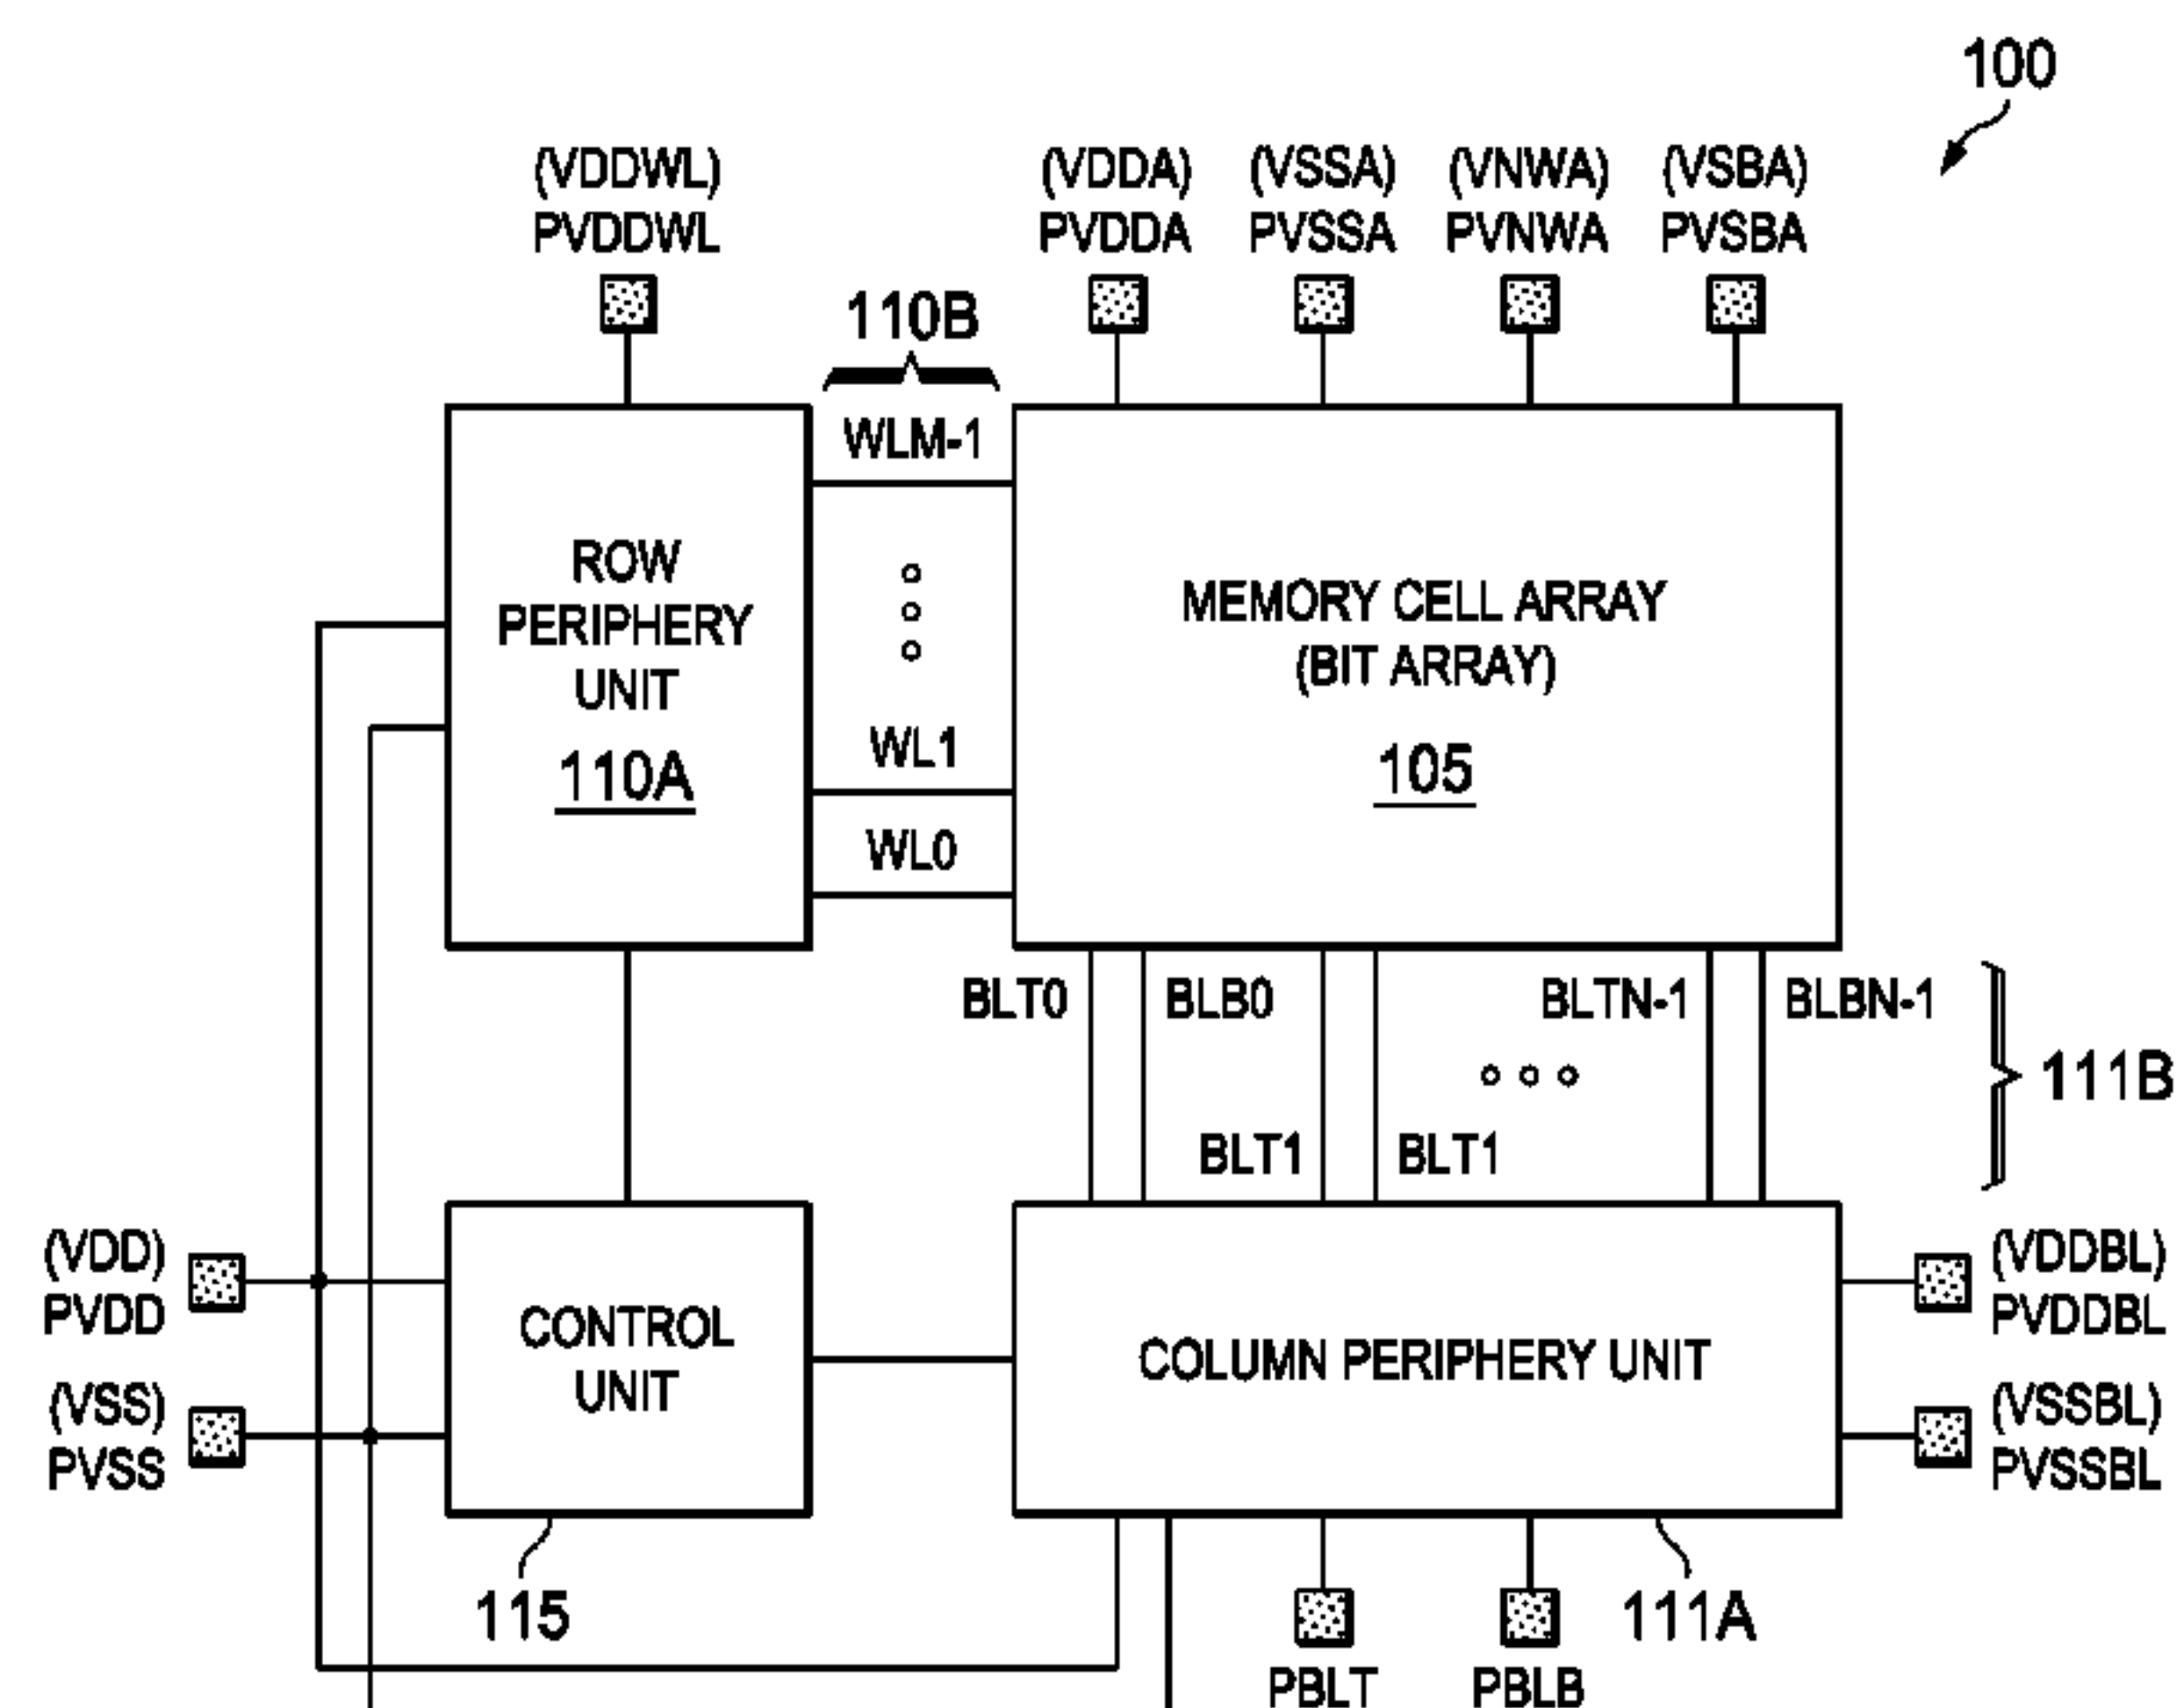 100
(VDDWL)
PVDDWL
(VDDA)
PVDDA
(VSSA)
PVSSA
(VNWA)
PVNWA
(VSBA)
PVSBA
110B
WLM-1
ROW
PERIPHERY
UNIT
110A
WL1
WL0
MEMORY CELL ARRAY
(BIT ARRAY)
105
BLT0
BLB0
BLTN-1
BLBN-1
111B
BLT1
BLT1
(VDD)
PVDD
(VSS)
PVSS
CONTROL
UNIT
115
COLUMN PERIPHERY UNIT
(VDDBL)
PVDDBL
(VSSBL)
PVSSBL
111A
PBLT
PBLB